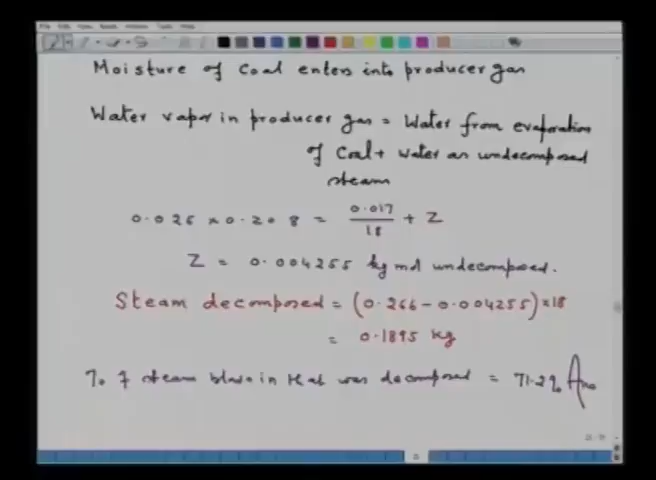 Moisture of coal enters into producer gas
Water vapor in producer gas = Water from evaporation
of coal + water as undecomposed
steam
0.026 × 0.208 = 0.017/18 + Z
Z = 0.004255 kg mol undecomposed.
Steam decomposed = (0.266 - 0.004255) × 18
= 0.1895 kg
% of steam blown in that was decomposed = 71.2% Ans